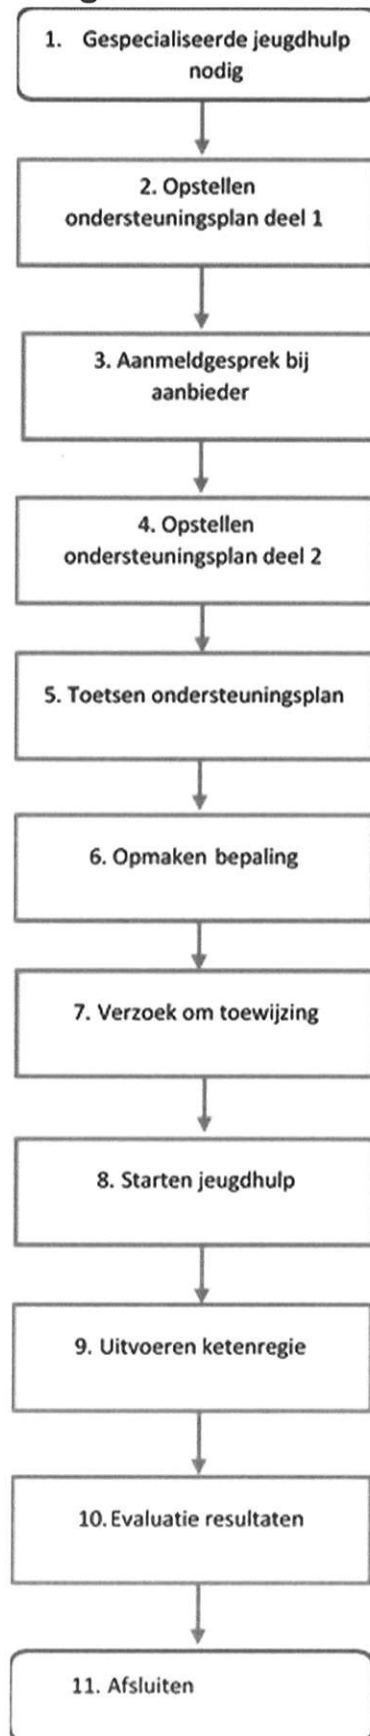 1. Gespecialiseerde jeugdhulp
nodig
2. Opstellen
ondersteuningsplan deel 1
3. Aanmeldgesprek bij
aanbieder
4. Opstellen
ondersteuningsplan deel 2
5. Toetsen ondersteuningsplan
6. Opmaken bepaling
7. Verzoek om toewijzing
8. Starten jeugdhulp
9. Uitvoeren ketenregie
10. Evaluatie resultaten
11. Afsluiten